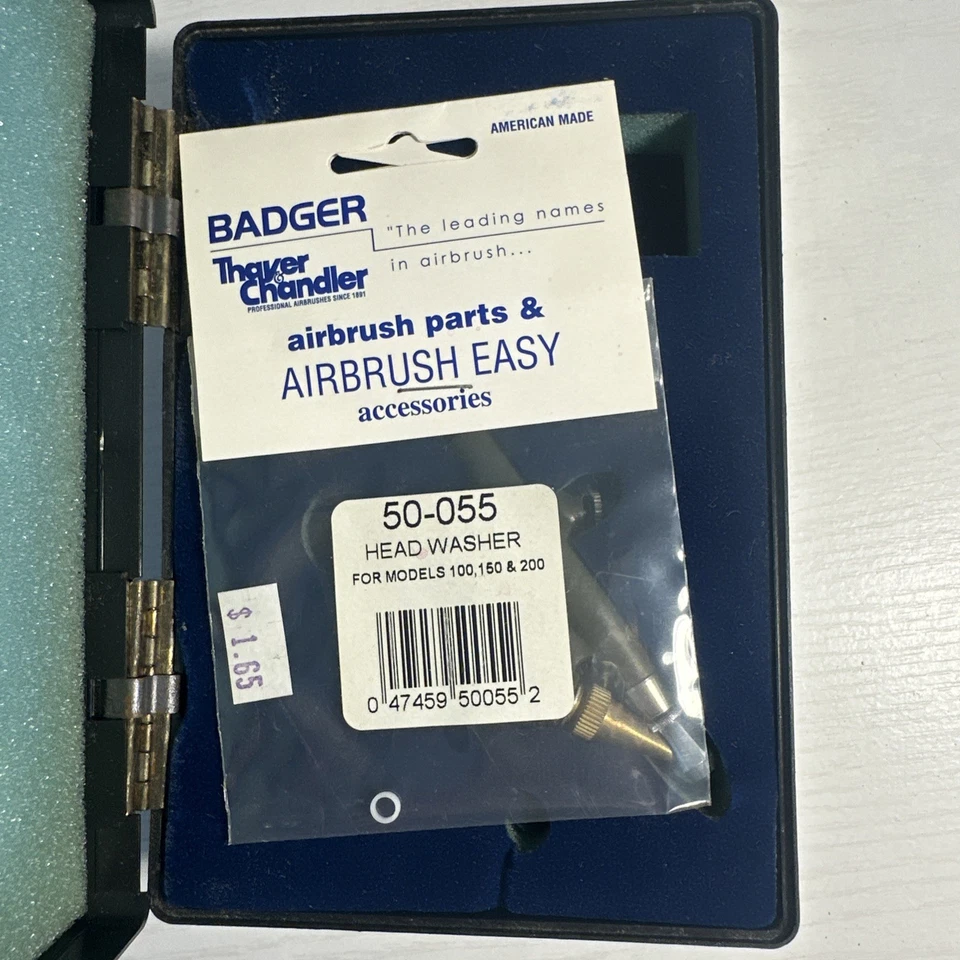 AMERICAN MADE
BADGER
"The leading names
in airbrush...
Thayer & Chandler
PROFESSIONAL AIRBRUSHES SINCE 1891
airbrush parts &
AIRBRUSH EASY
accessories
50-055
HEAD WASHER
FOR MODELS 100,150 & 200
$ 1.65
0 47459 50055 2